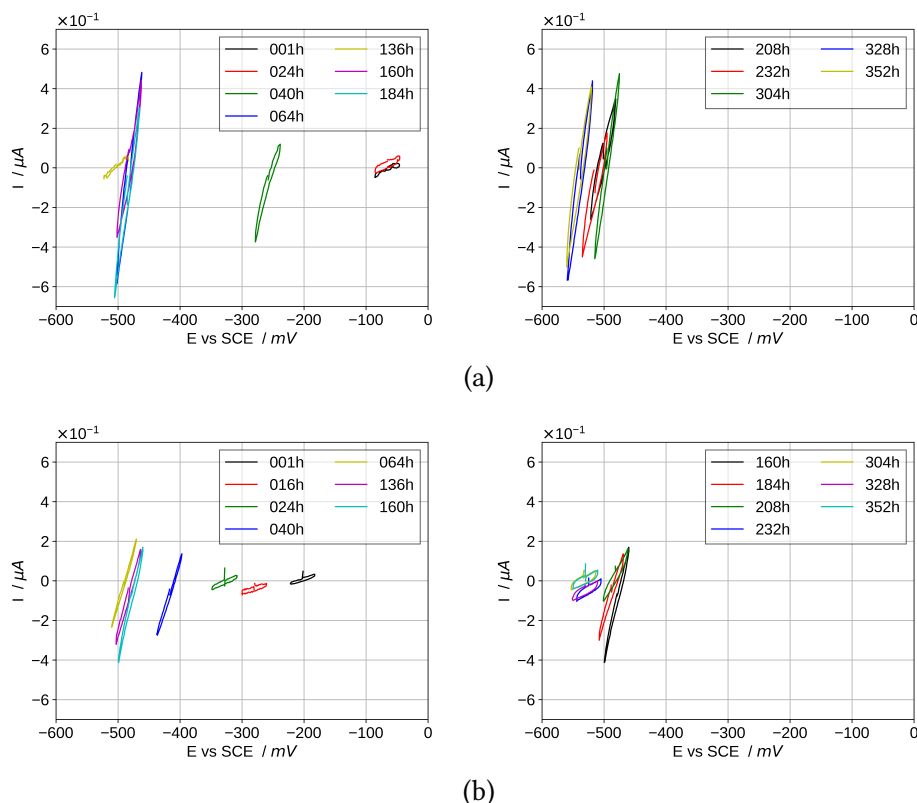 ×10⁻¹
6
4
2
0
−2
−4
−6
I / μA
−600 −500 −400 −300 −200 −100 0
E vs SCE / mV
001h 136h
024h 160h
040h 184h
064h
×10⁻¹
6
4
2
0
−2
−4
−6
I / μA
−600 −500 −400 −300 −200 −100 0
E vs SCE / mV
208h 328h
232h 352h
304h
(a)
×10⁻¹
6
4
2
0
−2
−4
−6
I / μA
−600 −500 −400 −300 −200 −100 0
E vs SCE / mV
001h 064h
016h 136h
024h 160h
040h
×10⁻¹
6
4
2
0
−2
−4
−6
I / μA
−600 −500 −400 −300 −200 −100 0
E vs SCE / mV
160h 304h
184h 328h
208h 352h
232h
(b)